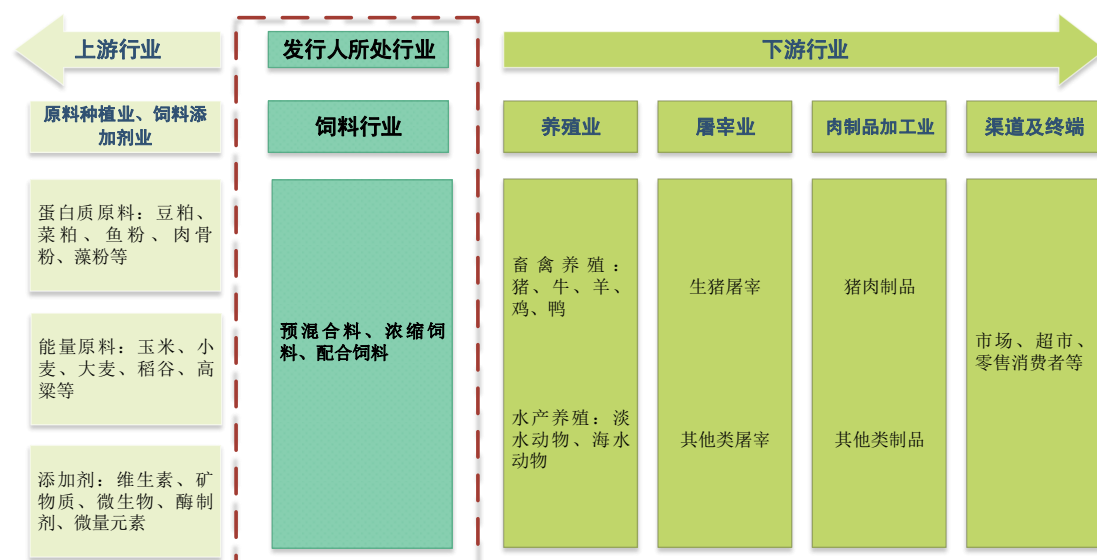 上游行业
发行人所处行业
下游行业
原料种植业、饲料添
加剂业
饲料行业
养殖业
屠宰业
肉制品加工业
渠道及终端
蛋白质原料：豆粕、
菜粕、鱼粉、肉骨
粉、藻粉等
能量原料：玉米、小
麦、大麦、稻谷、高
粱等
添加剂：维生素、矿
物质、微生物、酶制
剂、微量元素
预混合料、浓缩饲
料、配合饲料
畜禽养殖：
猪、牛、羊、
鸡、鸭
水产养殖：淡
水动物、海水
动物
生猪屠宰
其他类屠宰
猪肉制品
其他类制品
市场、超市、
零售消费者等